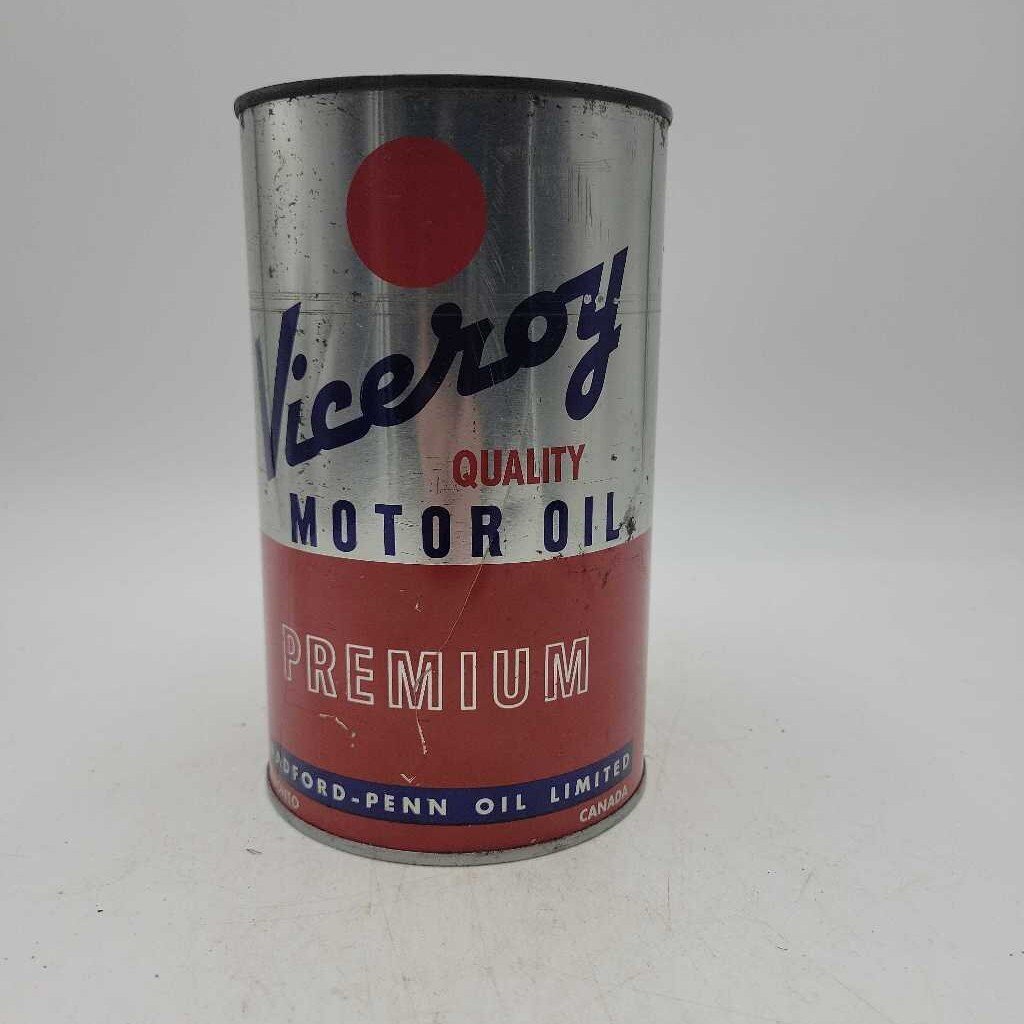 Viceroy
QUALITY
MOTOR OIL
PREMIUM
ADFORD-PENN OIL LIMITED
CANADA